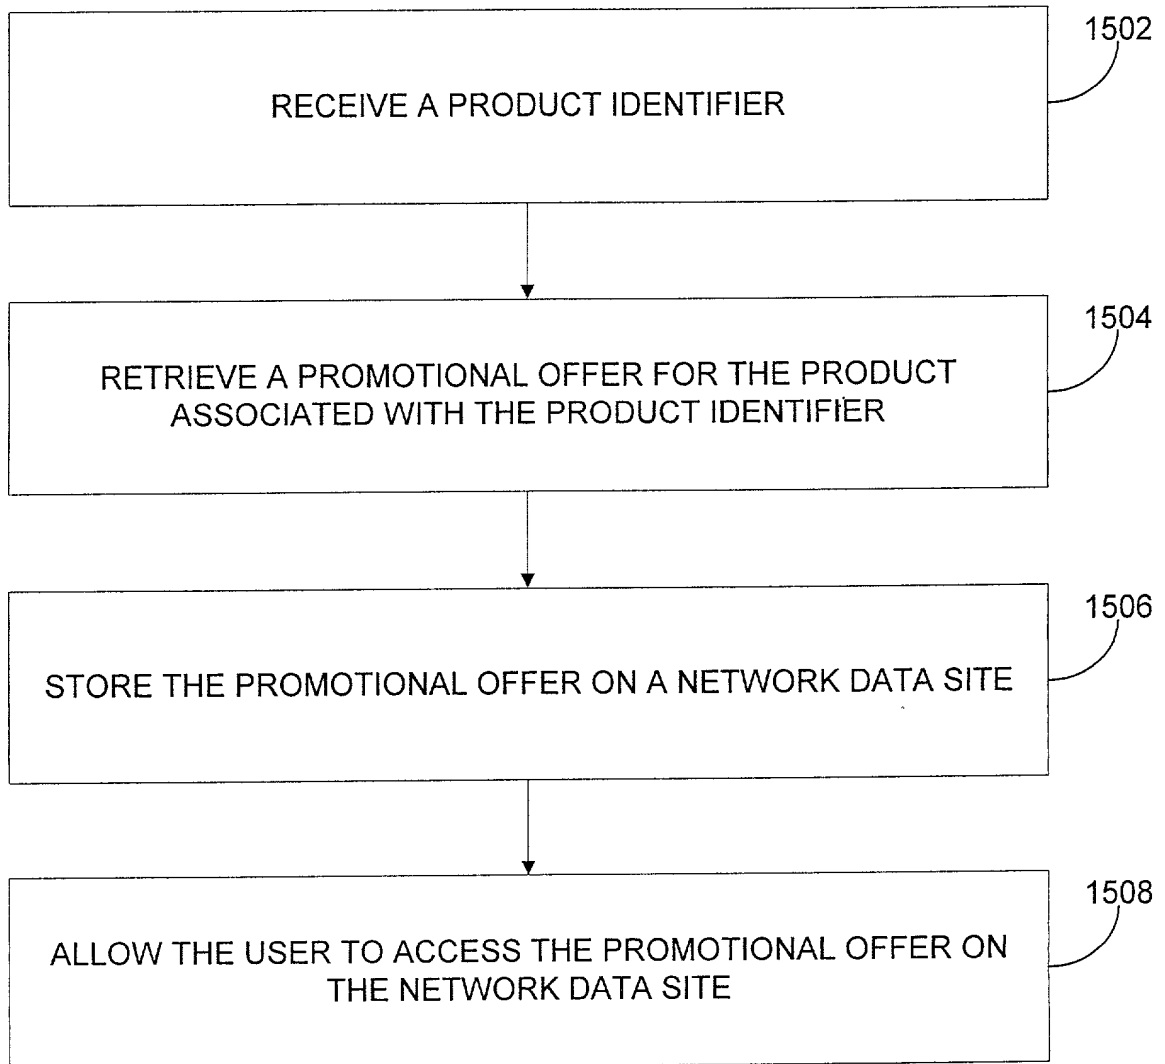 1502
RECEIVE A PRODUCT IDENTIFIER
1504
RETRIEVE A PROMOTIONAL OFFER FOR THE PRODUCT
ASSOCIATED WITH THE PRODUCT IDENTIFIER
1506
STORE THE PROMOTIONAL OFFER ON A NETWORK DATA SITE
1508
ALLOW THE USER TO ACCESS THE PROMOTIONAL OFFER ON
THE NETWORK DATA SITE